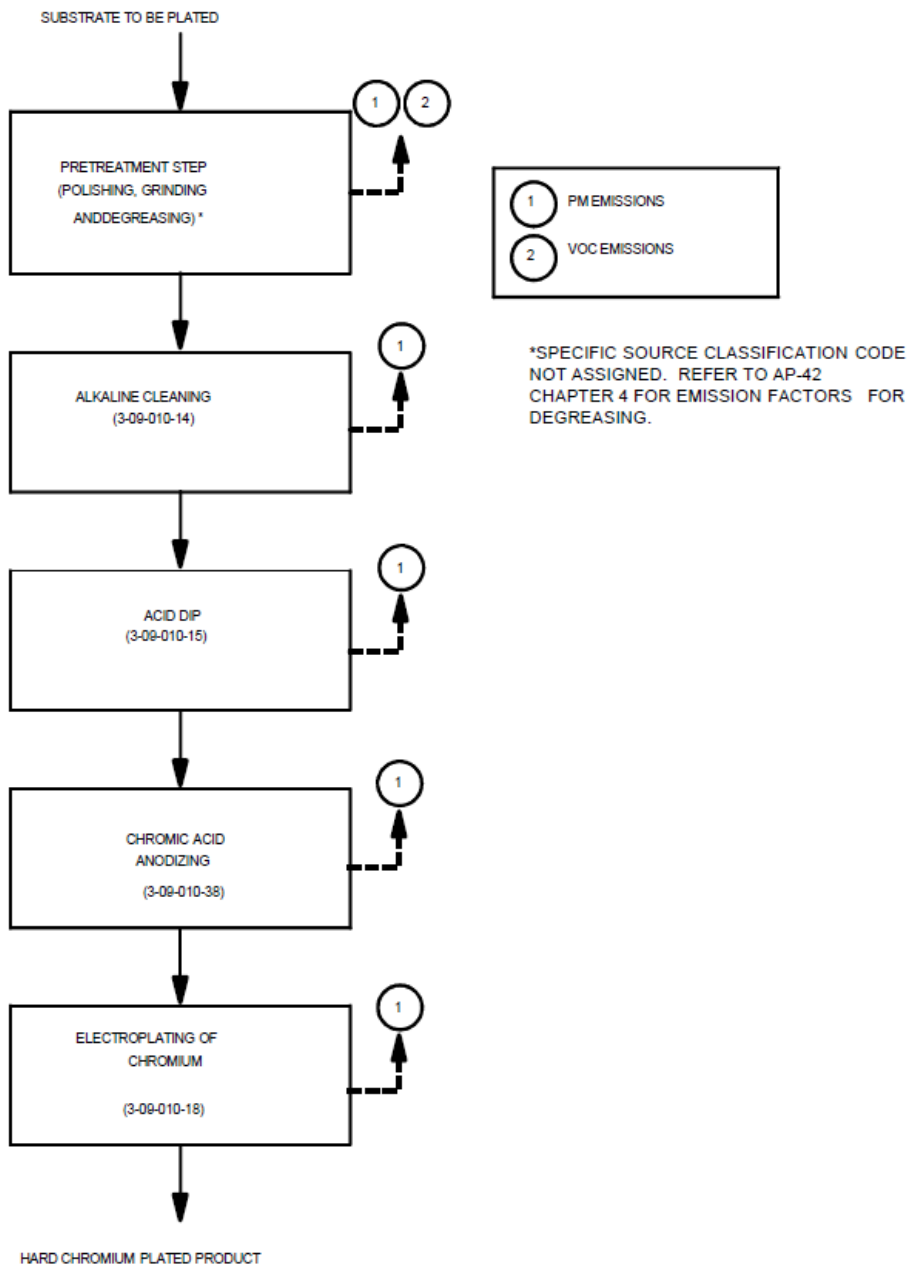 SUBSTRATE TO BE PLATED
1 2
PRETREATMENT STEP
(POLISHING, GRINDING
ANDDEGREASING) *
1 PM EMISSIONS
2 VOC EMISSIONS
*SPECIFIC SOURCE CLASSIFICATION CODE
NOT ASSIGNED. REFER TO AP-42
CHAPTER 4 FOR EMISSION FACTORS FOR
DEGREASING.
1
ALKALINE CLEANING
(3-09-010-14)
1
ACID DIP
(3-09-010-15)
1
CHROMIC ACID
ANODIZING
(3-09-010-38)
1
ELECTROPLATING OF
CHROMIUM
(3-09-010-18)
HARD CHROMIUM PLATED PRODUCT